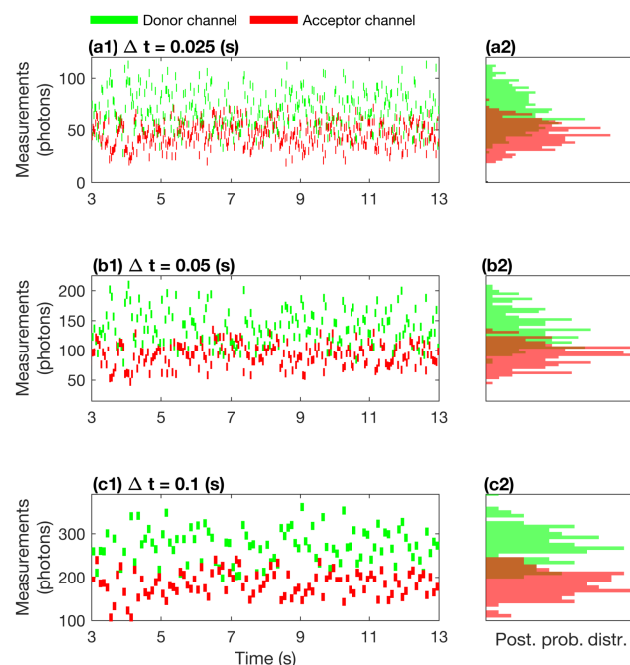 Donor channel Acceptor channel
(a1) Δ t = 0.025 (s) (a2)
Measurements
(photons)
100
50
0
3 5 7 9 11 13
(b1) Δ t = 0.05 (s) (b2)
Measurements
(photons)
200
150
100
50
3 5 7 9 11 13
(c1) Δ t = 0.1 (s) (c2)
Measurements
(photons)
300
200
100
3 5 7 9 11 13
Time (s)
Post. prob. distr.